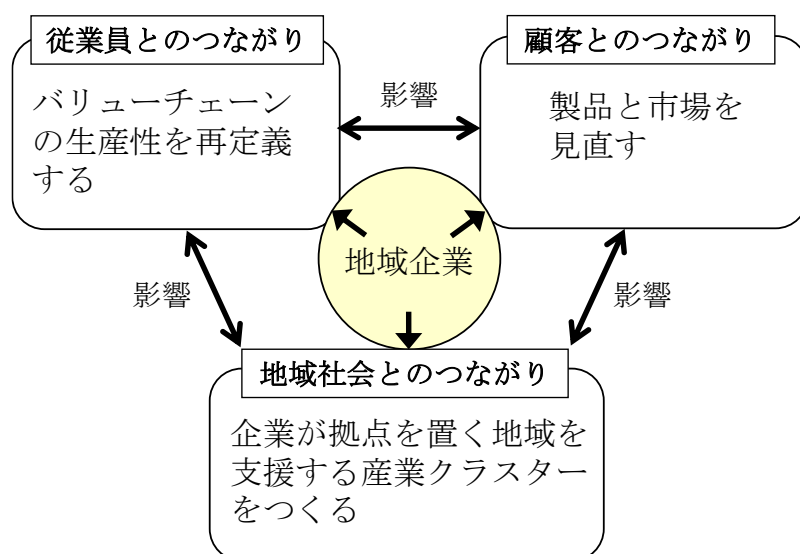 従業員とのつながり
バリューチェーン
の生産性を再定義
する
影響
顧客とのつながり
製品と市場を
見直す
地域企業
影響
影響
地域社会とのつながり
企業が拠点を置く地域を
支援する産業クラスター
をつくる